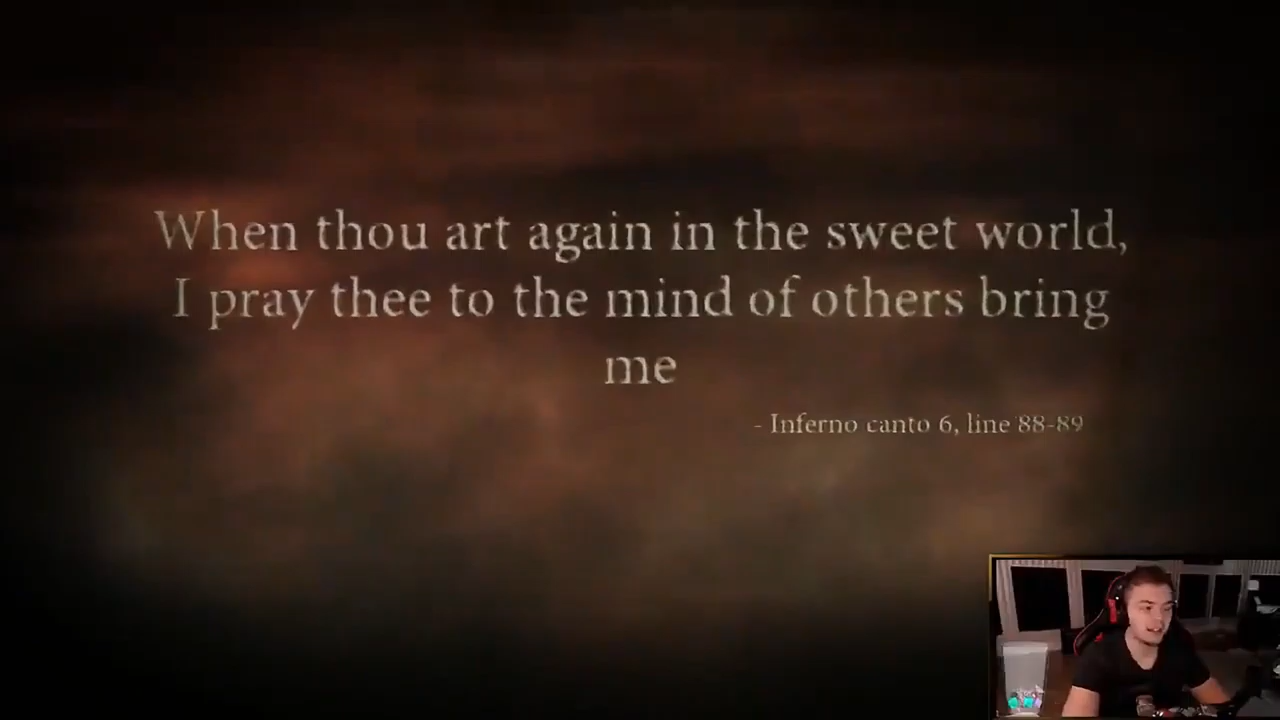 When thou art again in the sweet world,
I pray thee to the mind of others bring
me
- Inferno canto 6, line 88-89